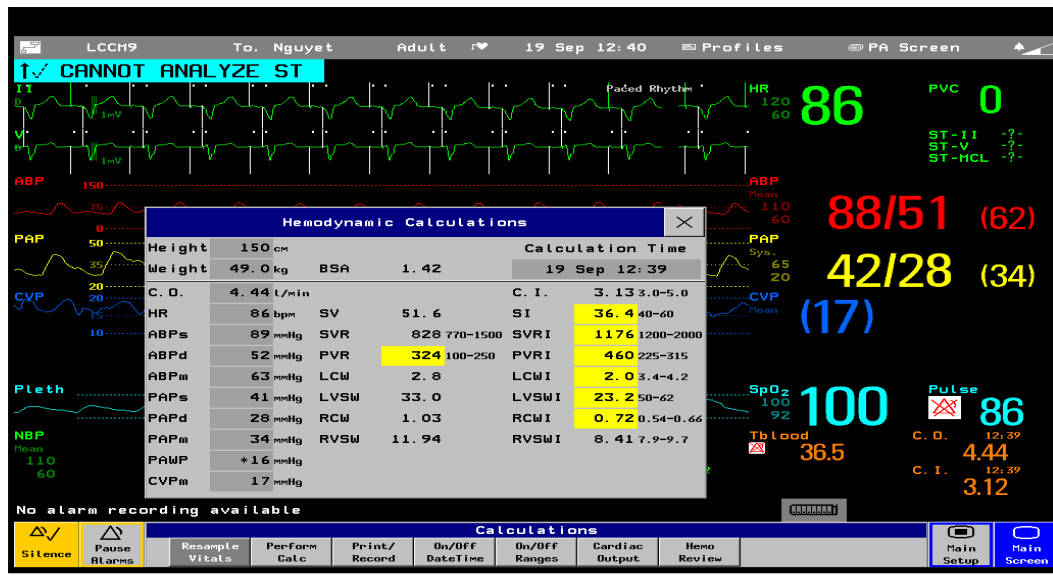 LCCM9 To, Nguyet Adult 19 Sep 12:40 Profiles PA Screen
CANNOT ANALYZE ST
II Paced Rhythm HR 120 60 86 PVC 0
1mV
V ST-II -?-
ST-V -?-
1mV ST-MCL -?-
ABP 150 75 0 ABP Mean 110 60 88/51 (62)
Hemodynamic Calculations
PAP 50 35 20 PAP Sys. 65 20 42/28 (34)
Height 150 cm Calculation Time
Weight 49.0 kg BSA 1.42 19 Sep 12:39
CVP 20 15 10 CVP Mean (17)
C.O. 4.44 l/min C.I. 3.13 3.0-5.0
HR 86 bpm SV 51.6 SI 36.4 40-60
ABPs 89 mmHg SVR 828 770-1500 SVRI 1176 1200-2000
ABPd 52 mmHg PVR 324 100-250 PVRI 460 225-315
ABPm 63 mmHg LCW 2.8 LCWI 2.0 3.4-4.2
PAPs 41 mmHg LVSW 33.0 LVSWI 23.2 50-62
PAPd 28 mmHg RCW 1.03 RCWI 0.72 0.54-0.66
PAPm 34 mmHg RVSW 11.94 RVSWI 8.41 7.9-9.7
PAWP *16 mmHg
CVPm 17 mmHg
Pleth SpO₂ 100 92 100 Pulse 86
NBP Mean 110 60 Tblood 36.5 C.O. 12:39 4.44
C.I. 12:39 3.12
No alarm recording available
Calculations
Silence Pause Alarms Resample Vitals Perform Calc Print/ Record On/Off DateTime On/Off Ranges Cardiac Output Hemo Review Main Setup Main Screen